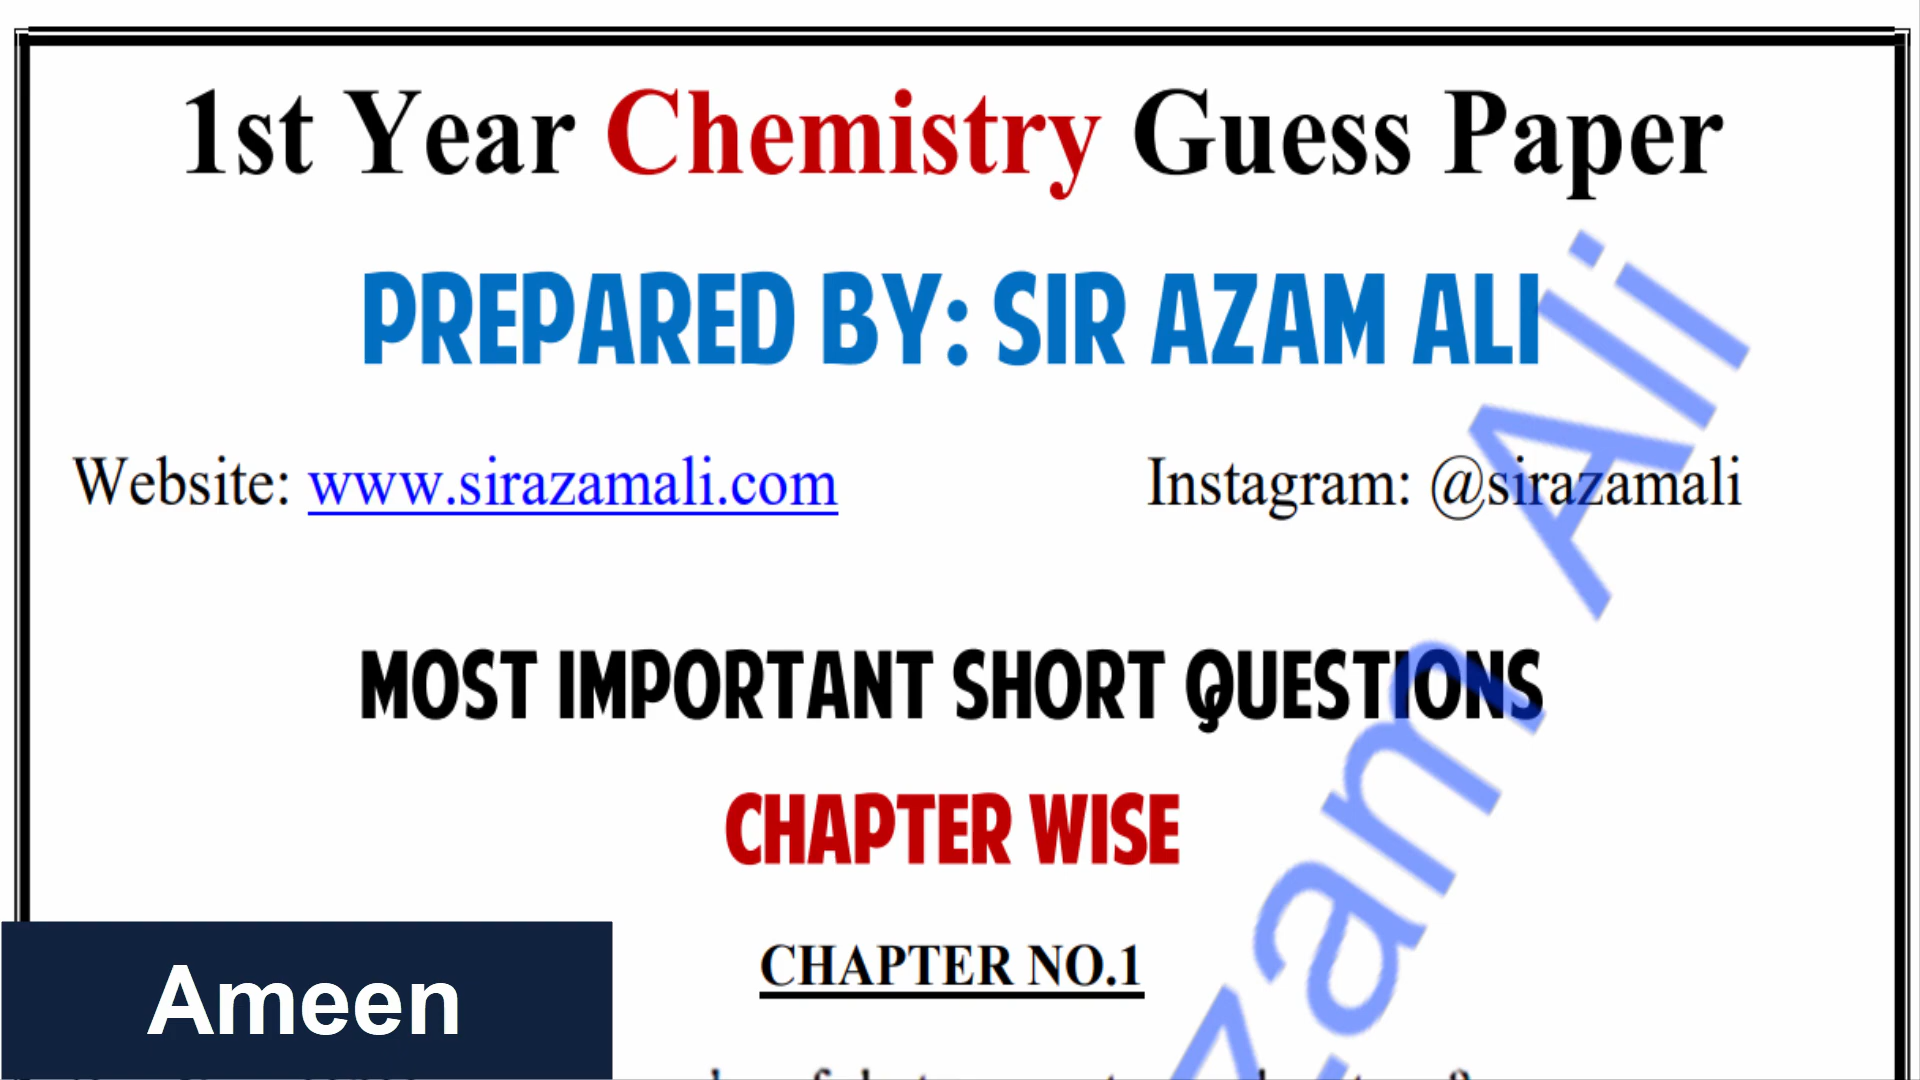 1st Year Chemistry Guess Paper
PREPARED BY: SIR AZAM ALI
Website: www.sirazamali.com Instagram: @sirazamali
MOST IMPORTANT SHORT QUESTIONS
CHAPTER WISE
CHAPTER NO.1
Ameen
zam Ali